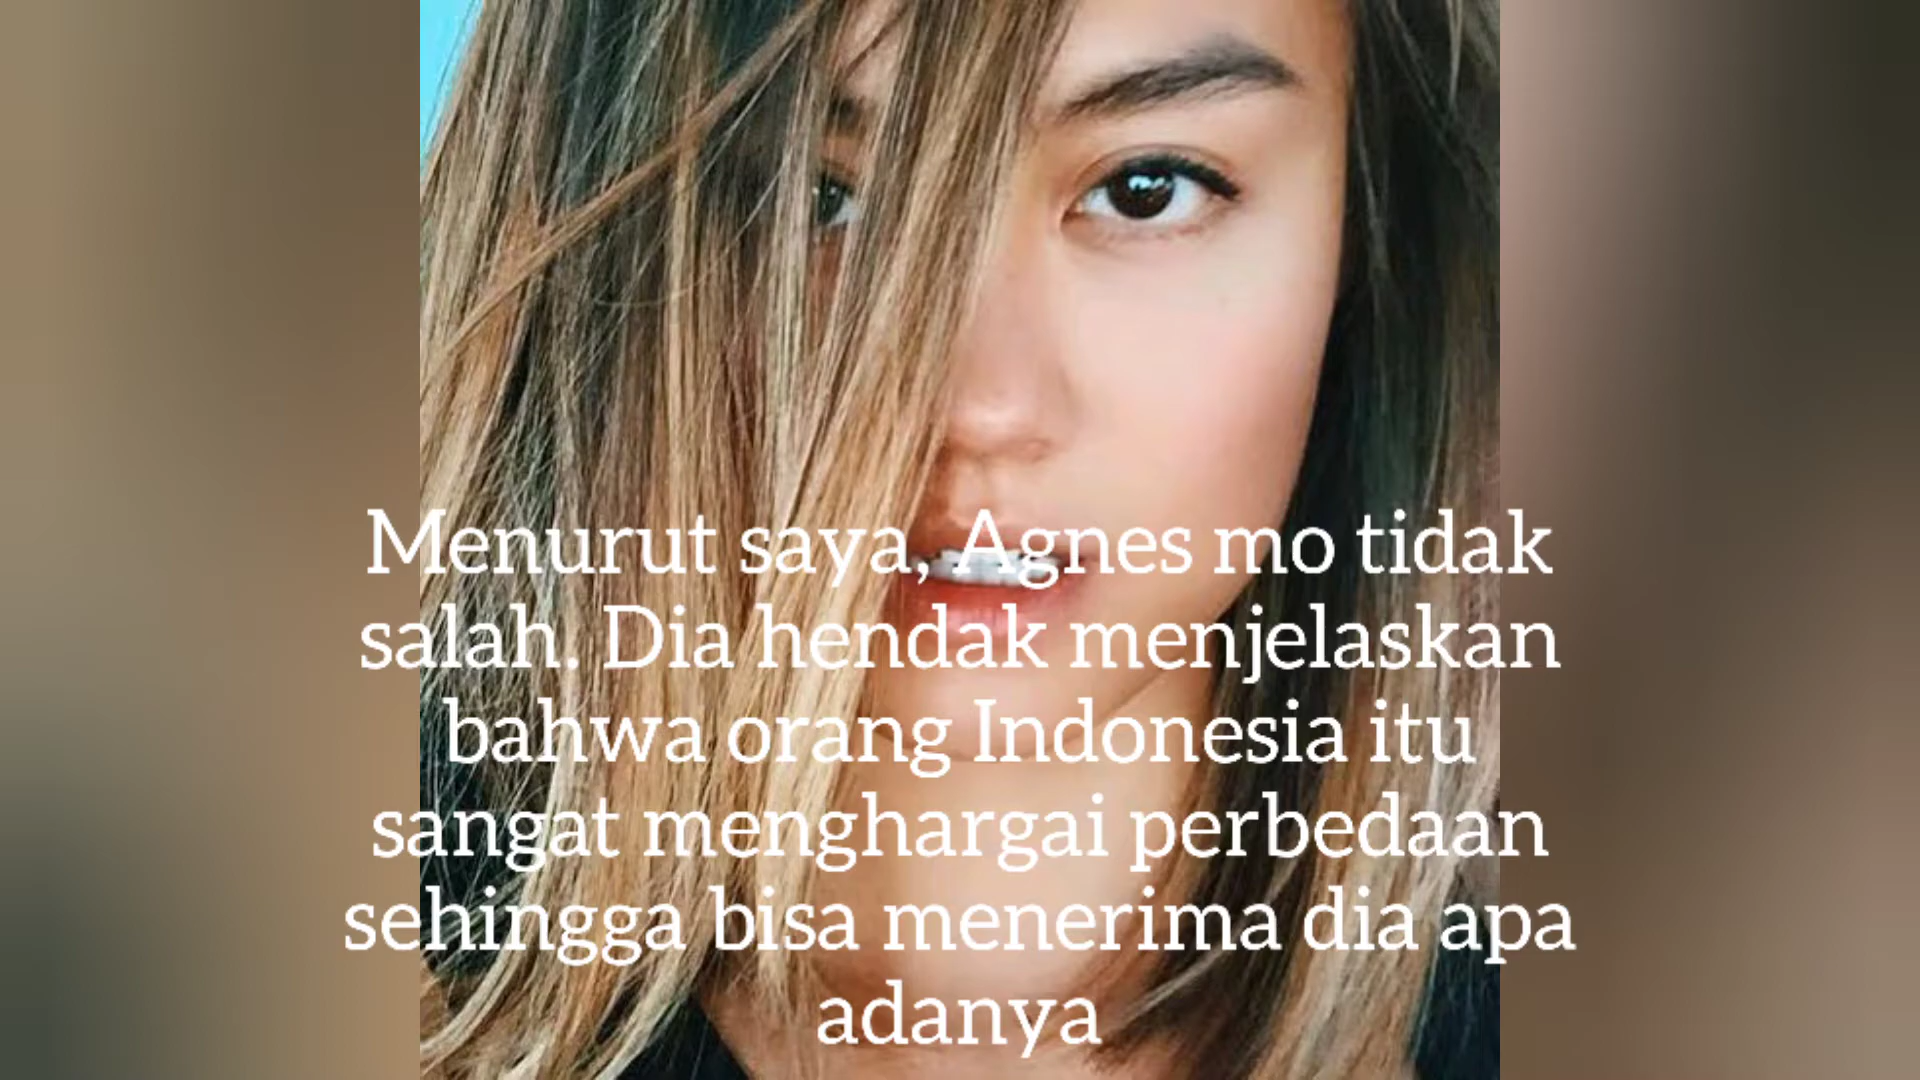 Menurut saya, Agnes mo tidak
salah. Dia hendak menjelaskan
bahwa orang Indonesia itu
sangat menghargai perbedaan
sehingga bisa menerima dia apa
adanya